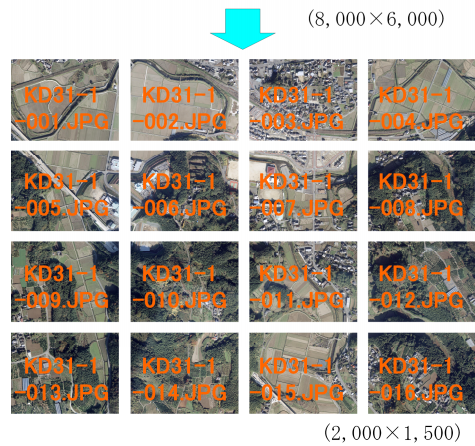 (8,000×6,000)
KD31-1
-001.JPG
KD31-1
-002.JPG
KD31-1
-003.JPG
KD31-1
-004.JPG
KD31-1
-005.JPG
KD31-1
-006.JPG
KD31-1
-007.JPG
KD31-1
-008.JPG
KD31-1
-009.JPG
KD31-1
-010.JPG
KD31-1
-011.JPG
KD31-1
-012.JPG
KD31-1
-013.JPG
KD31-1
-014.JPG
KD31-1
-015.JPG
KD31-1
-016.JPG
(2,000×1,500)